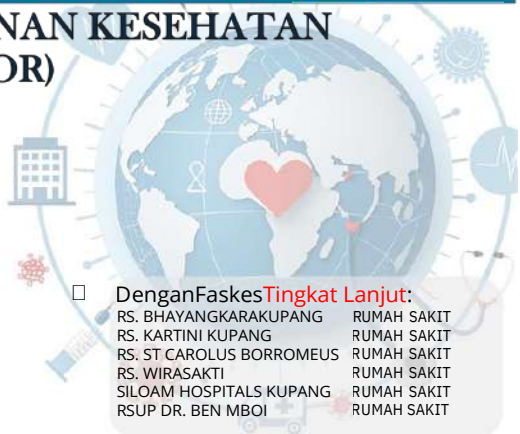 NAN KESEHATAN
OR)
DenganFaskesTingkat Lanjut:
RS. BHAYANGKARAKUPANG RUMAH SAKIT
RS. KARTINI KUPANG RUMAH SAKIT
RS. ST CAROLUS BORROMEUS RUMAH SAKIT
RS. WIRASAKTI RUMAH SAKIT
SILOAM HOSPITALS KUPANG RUMAH SAKIT
RSUP DR. BEN MBOI RUMAH SAKIT